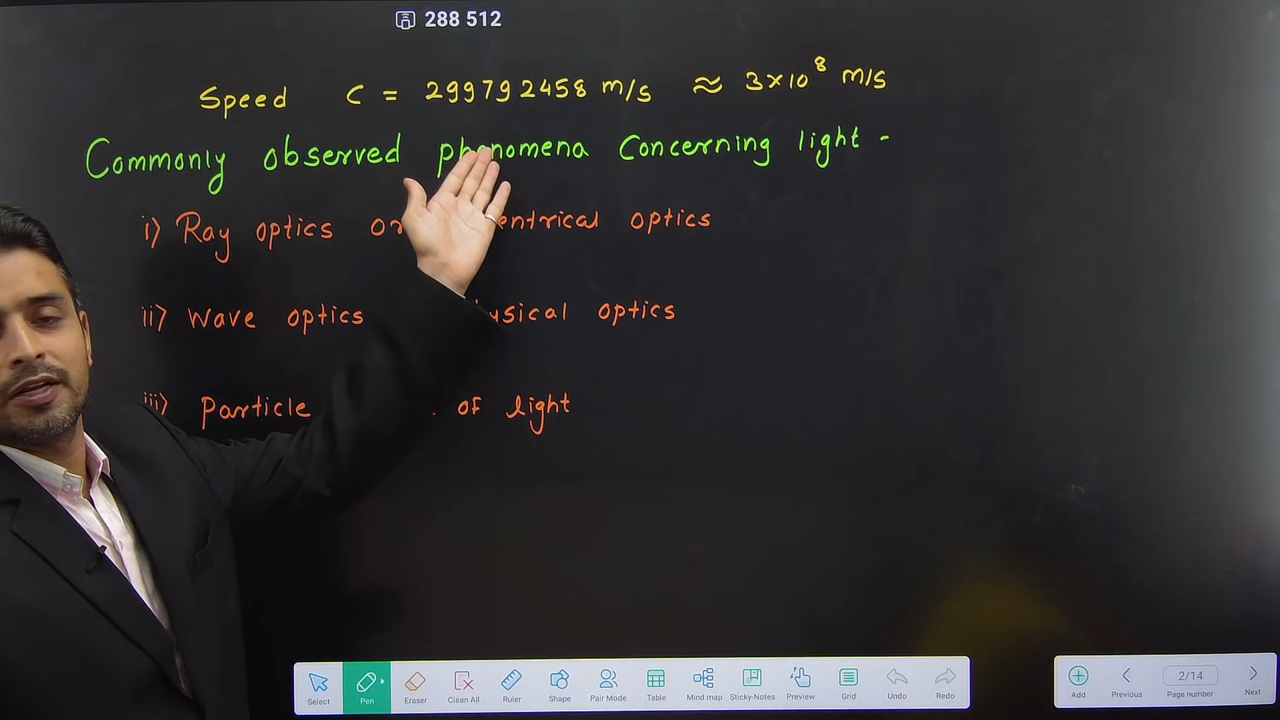 288 512
Speed C = 299792458 m/s ≈ 3×10⁸ m/s
Commonly observed phenomena Concerning light -
i) Ray optics or optics
ii) Wave optics optics
iii) Particle of light
Select Pen Eraser Clean All Ruler Shape Pair Mode Table Mind map Sticky-Notes Preview Grid Undo Redo
Add Previous 2/14 Page number Next